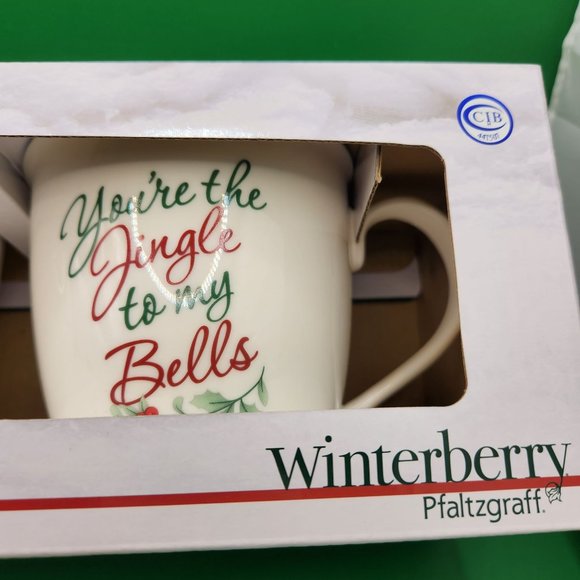 CIB
You're the
Jingle
to my
Bells
Winterberry
Pfaltzgraff